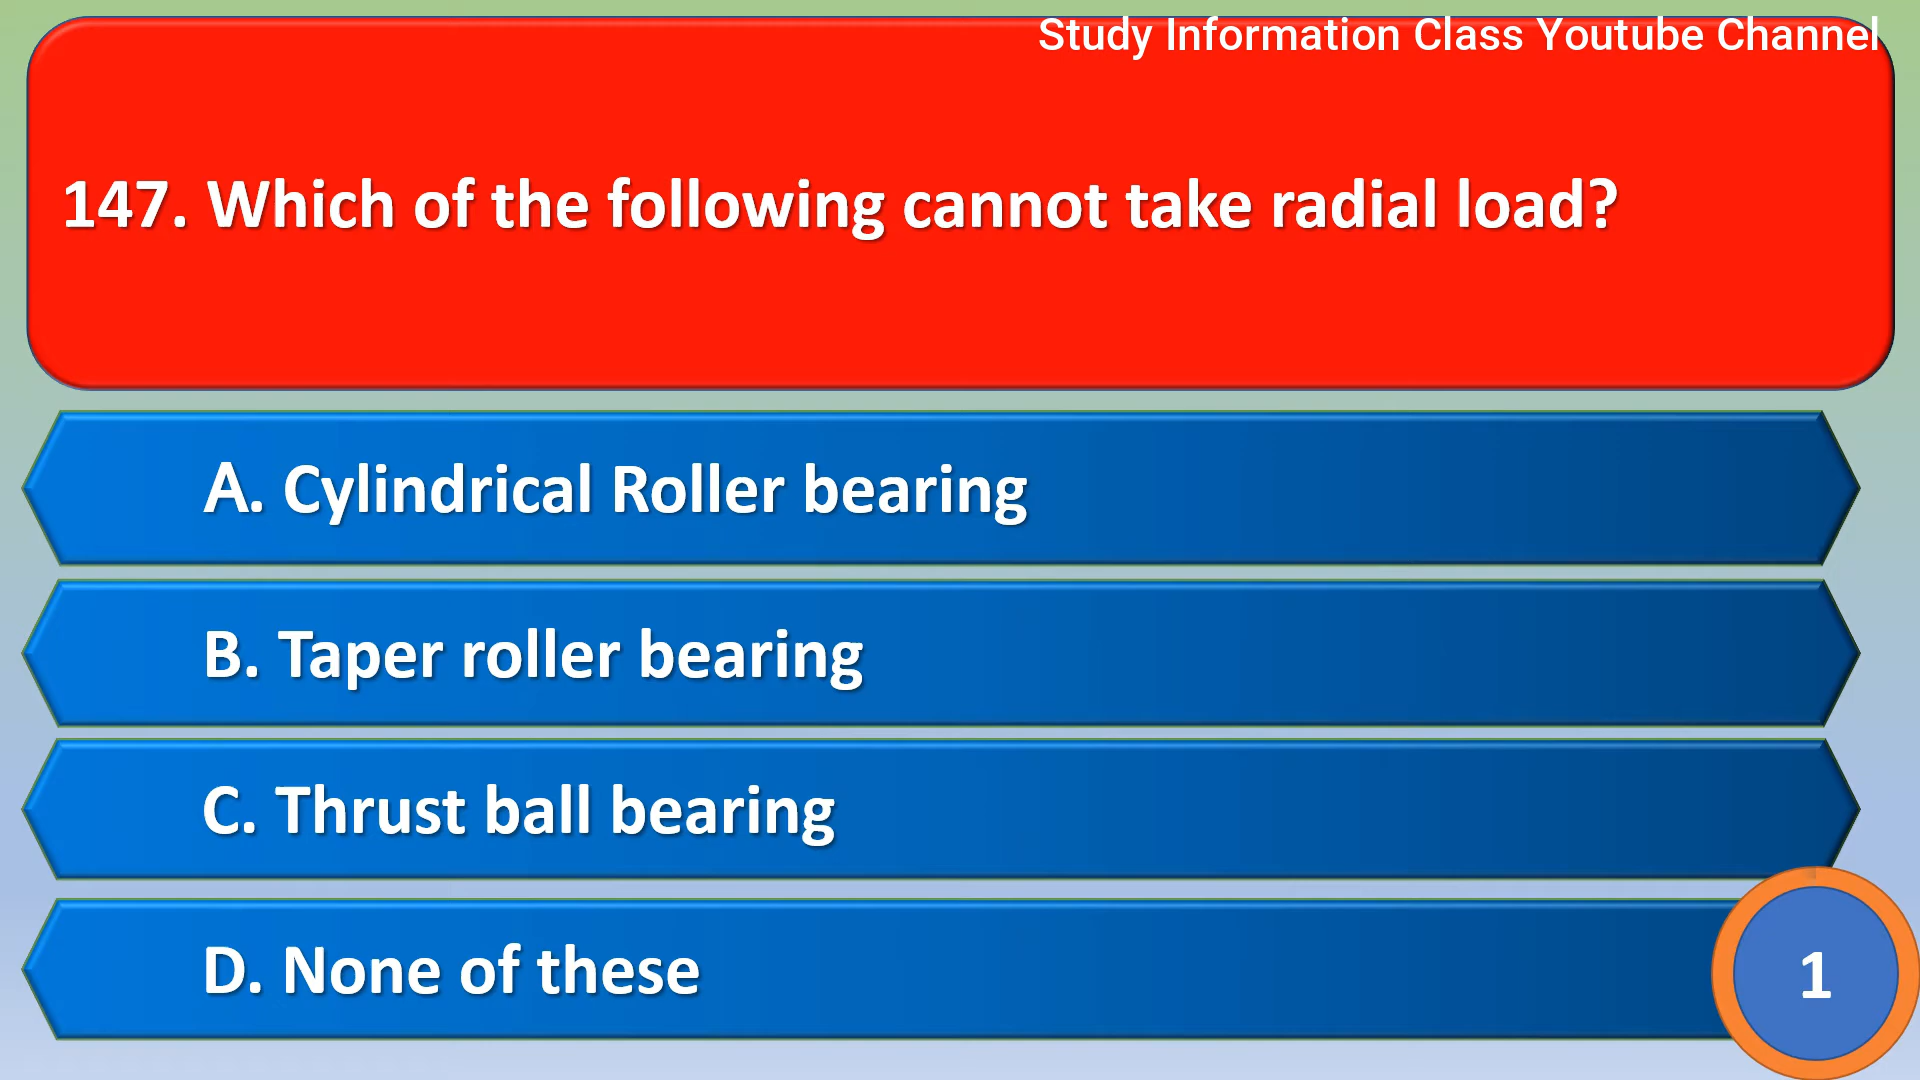 Study Information Class Youtube Channel
147. Which of the following cannot take radial load?
A. Cylindrical Roller bearing
B. Taper roller bearing
C. Thrust ball bearing
D. None of these
1